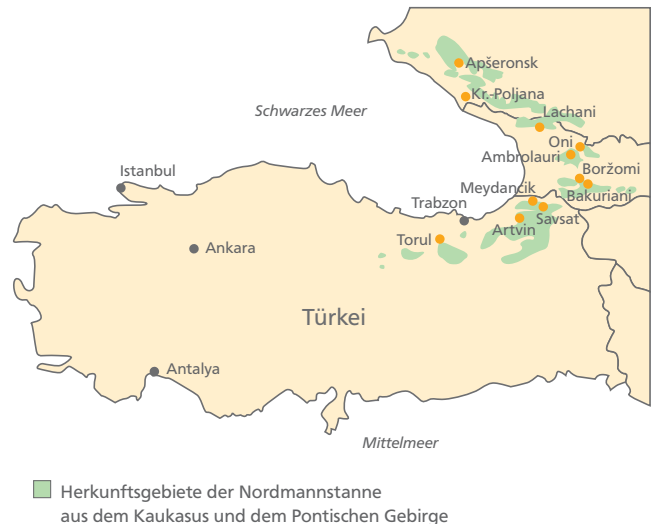 Apšeronsk
Kr.-Poljana
Schwarzes Meer
Lachani
Oni
Ambrolauri
Istanbul
Boržomi
Meydancik
Bakuriani
Trabzon
Savsat
Artvin
Torul
Ankara
Türkei
Antalya
Mittelmeer
Herkunftsgebiete der Nordmannstanne
aus dem Kaukasus und dem Pontischen Gebirge